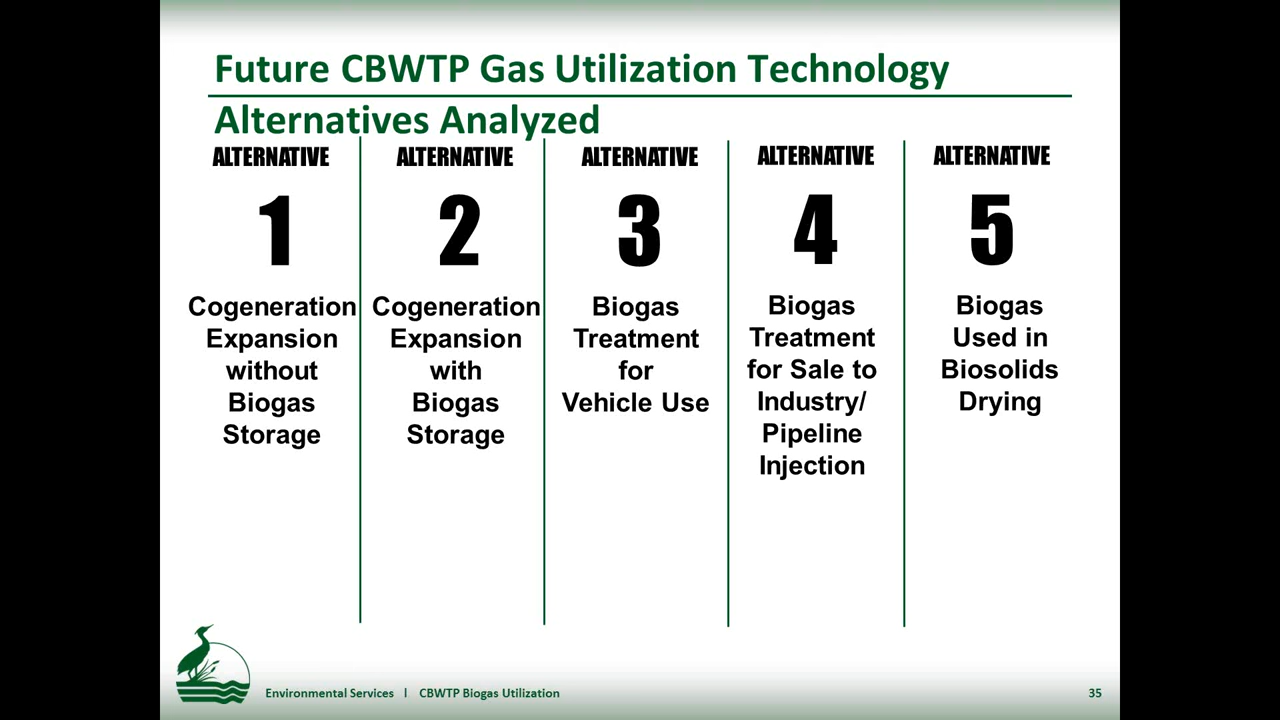 Future CBWTP Gas Utilization Technology
Alternatives Analyzed
ALTERNATIVE
1
Cogeneration
Expansion
without
Biogas
Storage
ALTERNATIVE
2
Cogeneration
Expansion
with
Biogas
Storage
ALTERNATIVE
3
Biogas
Treatment
for
Vehicle Use
ALTERNATIVE
4
Biogas
Treatment
for Sale to
Industry/
Pipeline
Injection
ALTERNATIVE
5
Biogas
Used in
Biosolids
Drying
Environmental Services | CBWTP Biogas Utilization
35